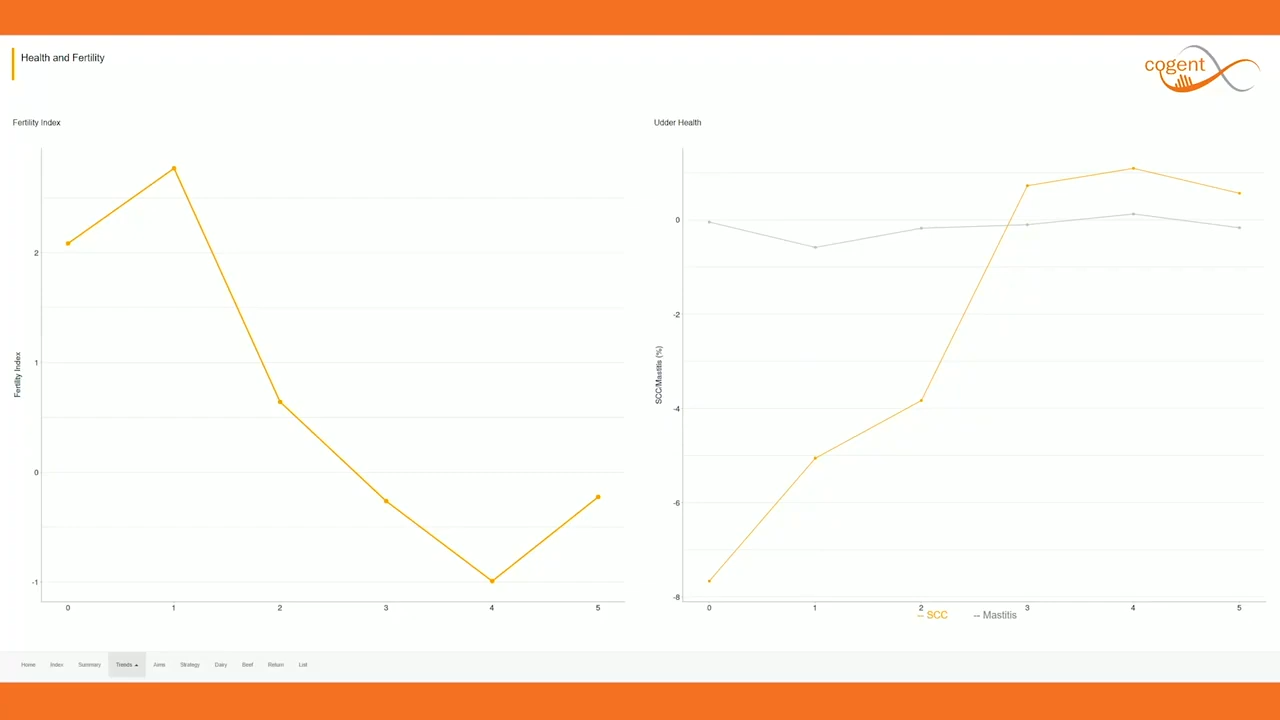 Health and Fertility
cogent
Fertility Index
2
1
0
-1
Fertility Index
0 1 2 3 4 5
Udder Health
0
-2
-4
-6
-8
SCC/Mastitis (%)
0 1 2 3 4 5
-- SCC -- Mastitis
Home Index Summary Trends Aims Strategy Dairy Beef Return List